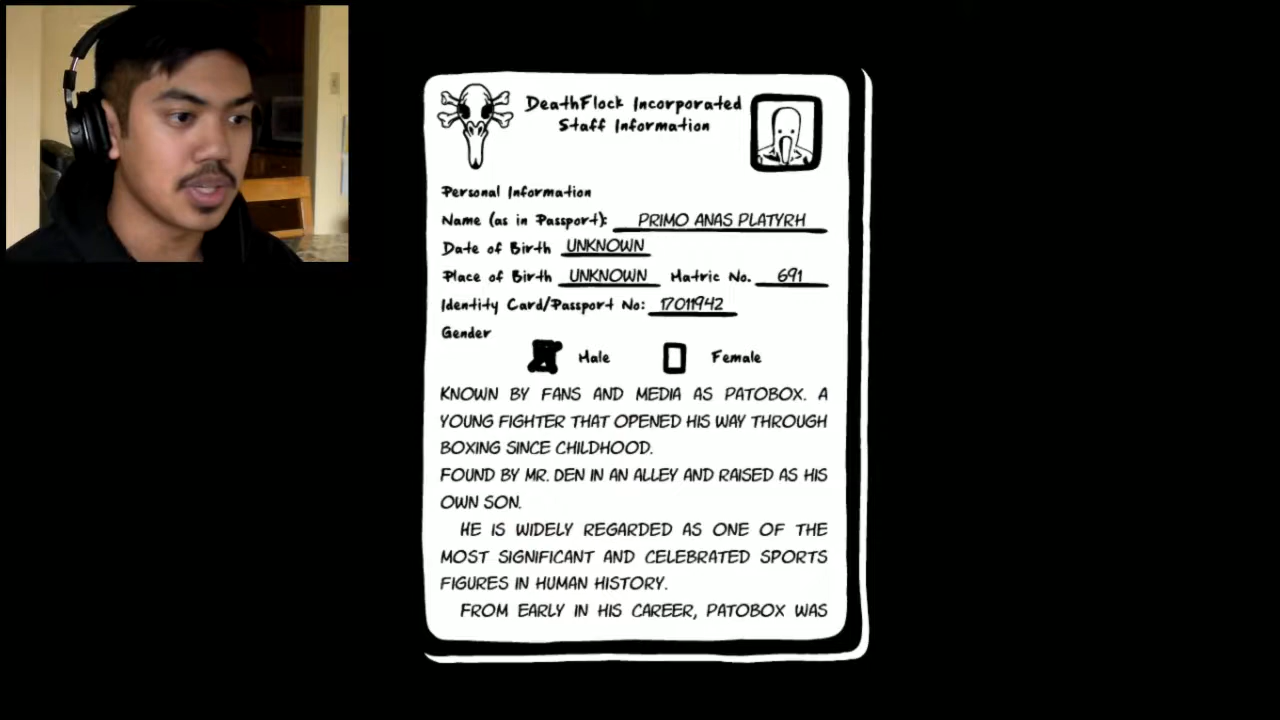 DeathFlock Incorporated
Staff Information
Personal Information
Name (as in Passport): PRIMO ANAS PLATYRH
Date of Birth UNKNOWN
Place of Birth UNKNOWN Matric No. 691
Identity Card/Passport No: 17011942
Gender
Male Female
KNOWN BY FANS AND MEDIA AS PATOBOX. A
YOUNG FIGHTER THAT OPENED HIS WAY THROUGH
BOXING SINCE CHILDHOOD.
FOUND BY MR. DEN IN AN ALLEY AND RAISED AS HIS
OWN SON.
HE IS WIDELY REGARDED AS ONE OF THE
MOST SIGNIFICANT AND CELEBRATED SPORTS
FIGURES IN HUMAN HISTORY.
FROM EARLY IN HIS CAREER, PATOBOX WAS